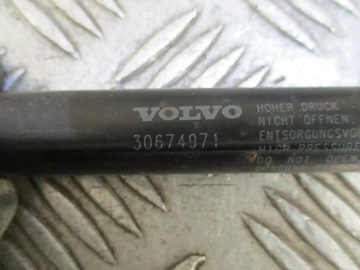 VOLVO
30674971
HOHER DRUCK
NICHT ÖFFNEN.
HIGH PRESSURE
DO NOT OPEN